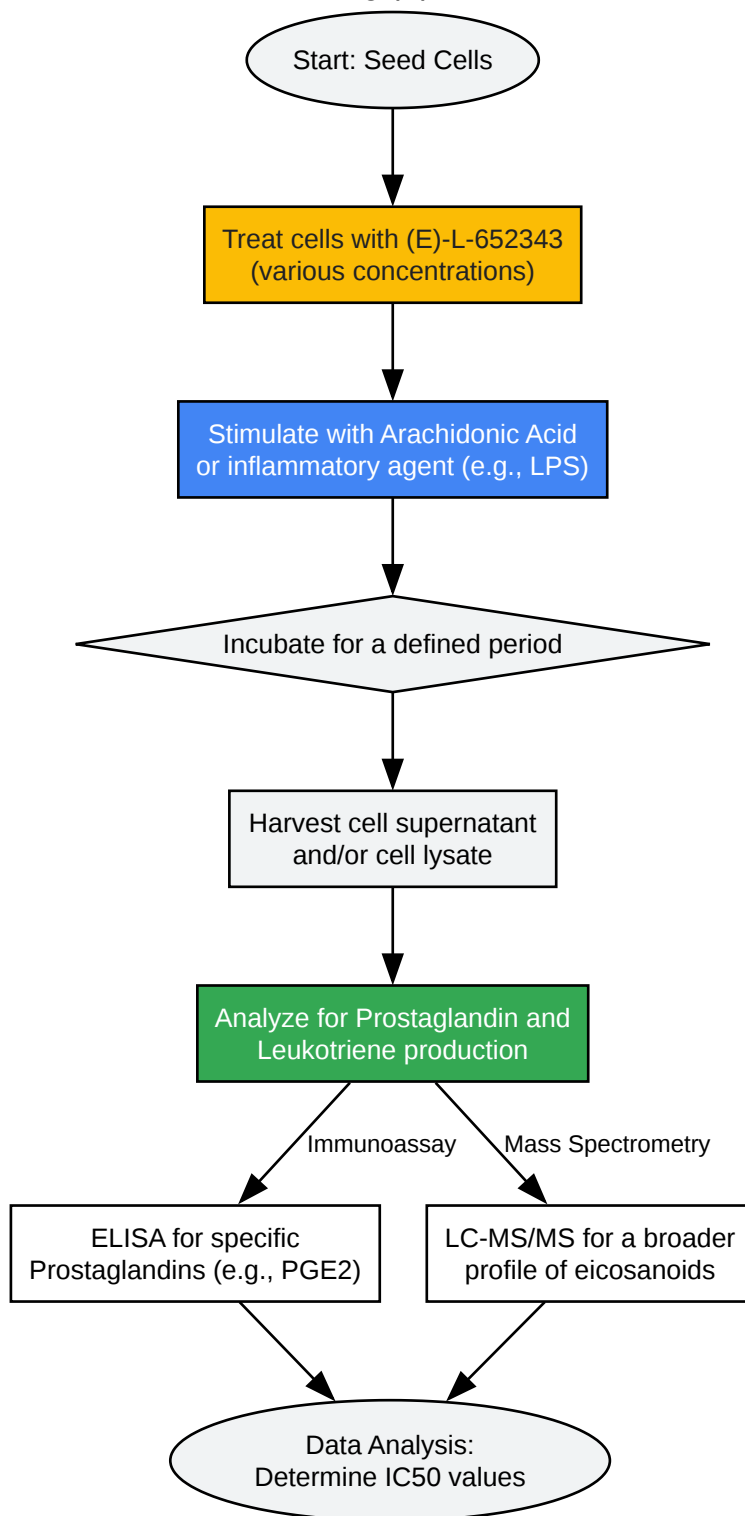 Start: Seed Cells
Treat cells with (E)-L-652343
(various concentrations)
Stimulate with Arachidonic Acid
or inflammatory agent (e.g., LPS)
Incubate for a defined period
Harvest cell supernatant
and/or cell lysate
Analyze for Prostaglandin and
Leukotriene production
Immunoassay
Mass Spectrometry
ELISA for specific
Prostaglandins (e.g., PGE2)
LC-MS/MS for a broader
profile of eicosanoids
Data Analysis:
Determine IC50 values